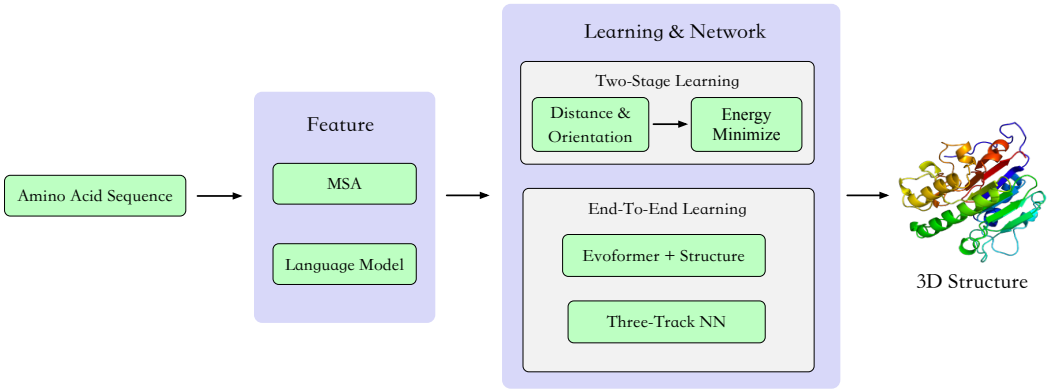 Amino Acid Sequence
Feature
MSA
Language Model
Learning & Network
Two-Stage Learning
Distance &
Orientation
Energy
Minimize
End-To-End Learning
Evoformer + Structure
Three-Track NN
3D Structure